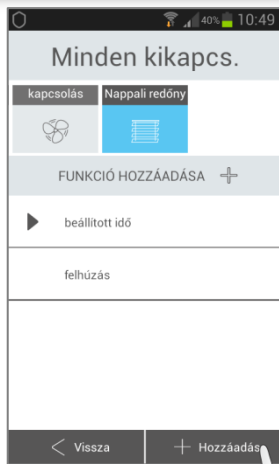 40% 10:49
Minden kikapcs.
kapcsolás Nappali redőny
FUNKCIÓ HOZZÁADÁSA
beállított idő
felhúzás
Vissza Hozzáadás